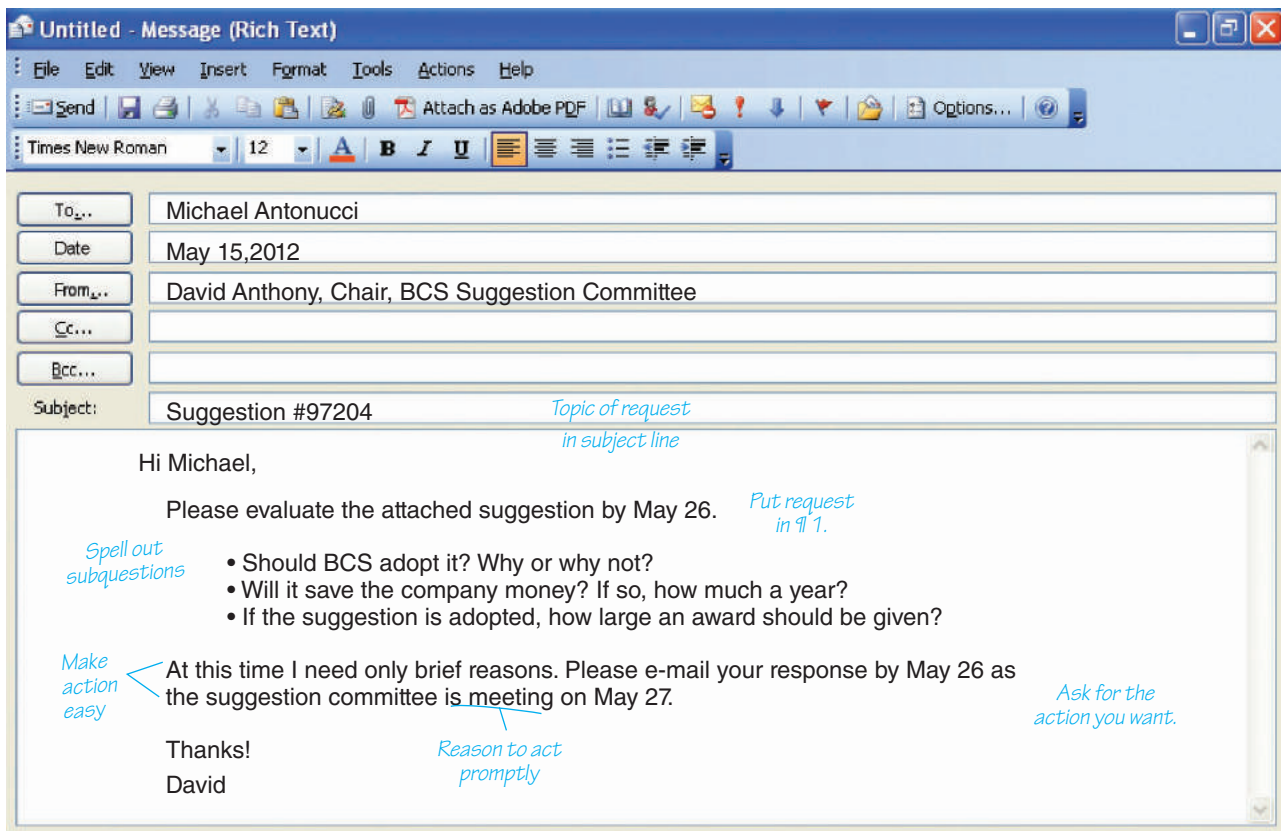 Untitled - Message (Rich Text)
File Edit View Insert Format Tools Actions Help
Send Attach as Adobe PDF Options...
Times New Roman 12 A B I U
To... Michael Antonucci
Date May 15,2012
From... David Anthony, Chair, BCS Suggestion Committee
Cc...
Bcc...
Subject: Suggestion #97204
Topic of request
in subject line
Hi Michael,
Please evaluate the attached suggestion by May 26.
Put request
in ¶ 1.
Spell out
subquestions
• Should BCS adopt it? Why or why not?
• Will it save the company money? If so, how much a year?
• If the suggestion is adopted, how large an award should be given?
Make
action
easy
At this time I need only brief reasons. Please e-mail your response by May 26 as
the suggestion committee is meeting on May 27.
Ask for the
action you want.
Reason to act
promptly
Thanks!
David